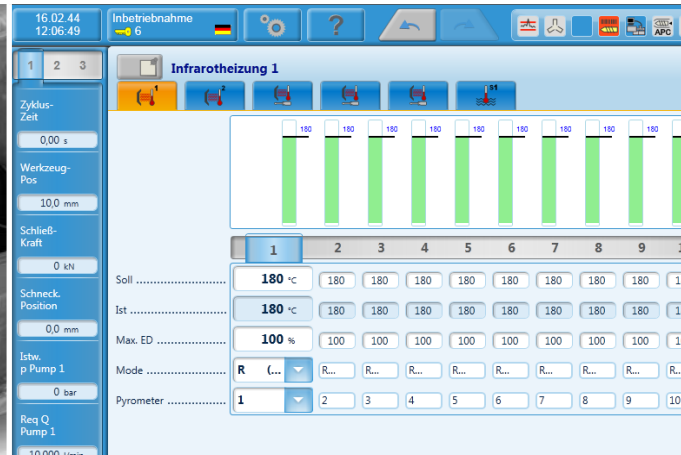 16.02.44
12:06:49
Inbetriebnahme
6
?
APC
1 2 3
Infrarotheizung 1
1 2 S1
Zyklus-
Zeit
0,00 s
Werkzeug-
Pos
10,0 mm
Schließ-
Kraft
0 kN
Schneck.
Position
0,0 mm
Istw.
p Pump 1
0 bar
Req Q
Pump 1
10,000 l/min
180 180 180 180 180 180 180 180 180
1 2 3 4 5 6 7 8 9
Soll 180 °C 180 180 180 180 180 180 180 180
Ist 180 °C 180 180 180 180 180 180 180 180
Max. ED 100 % 100 100 100 100 100 100 100 100
Mode R (... R... R... R... R... R... R... R... R... R...
Pyrometer 1 2 3 4 5 6 7 8 9 10